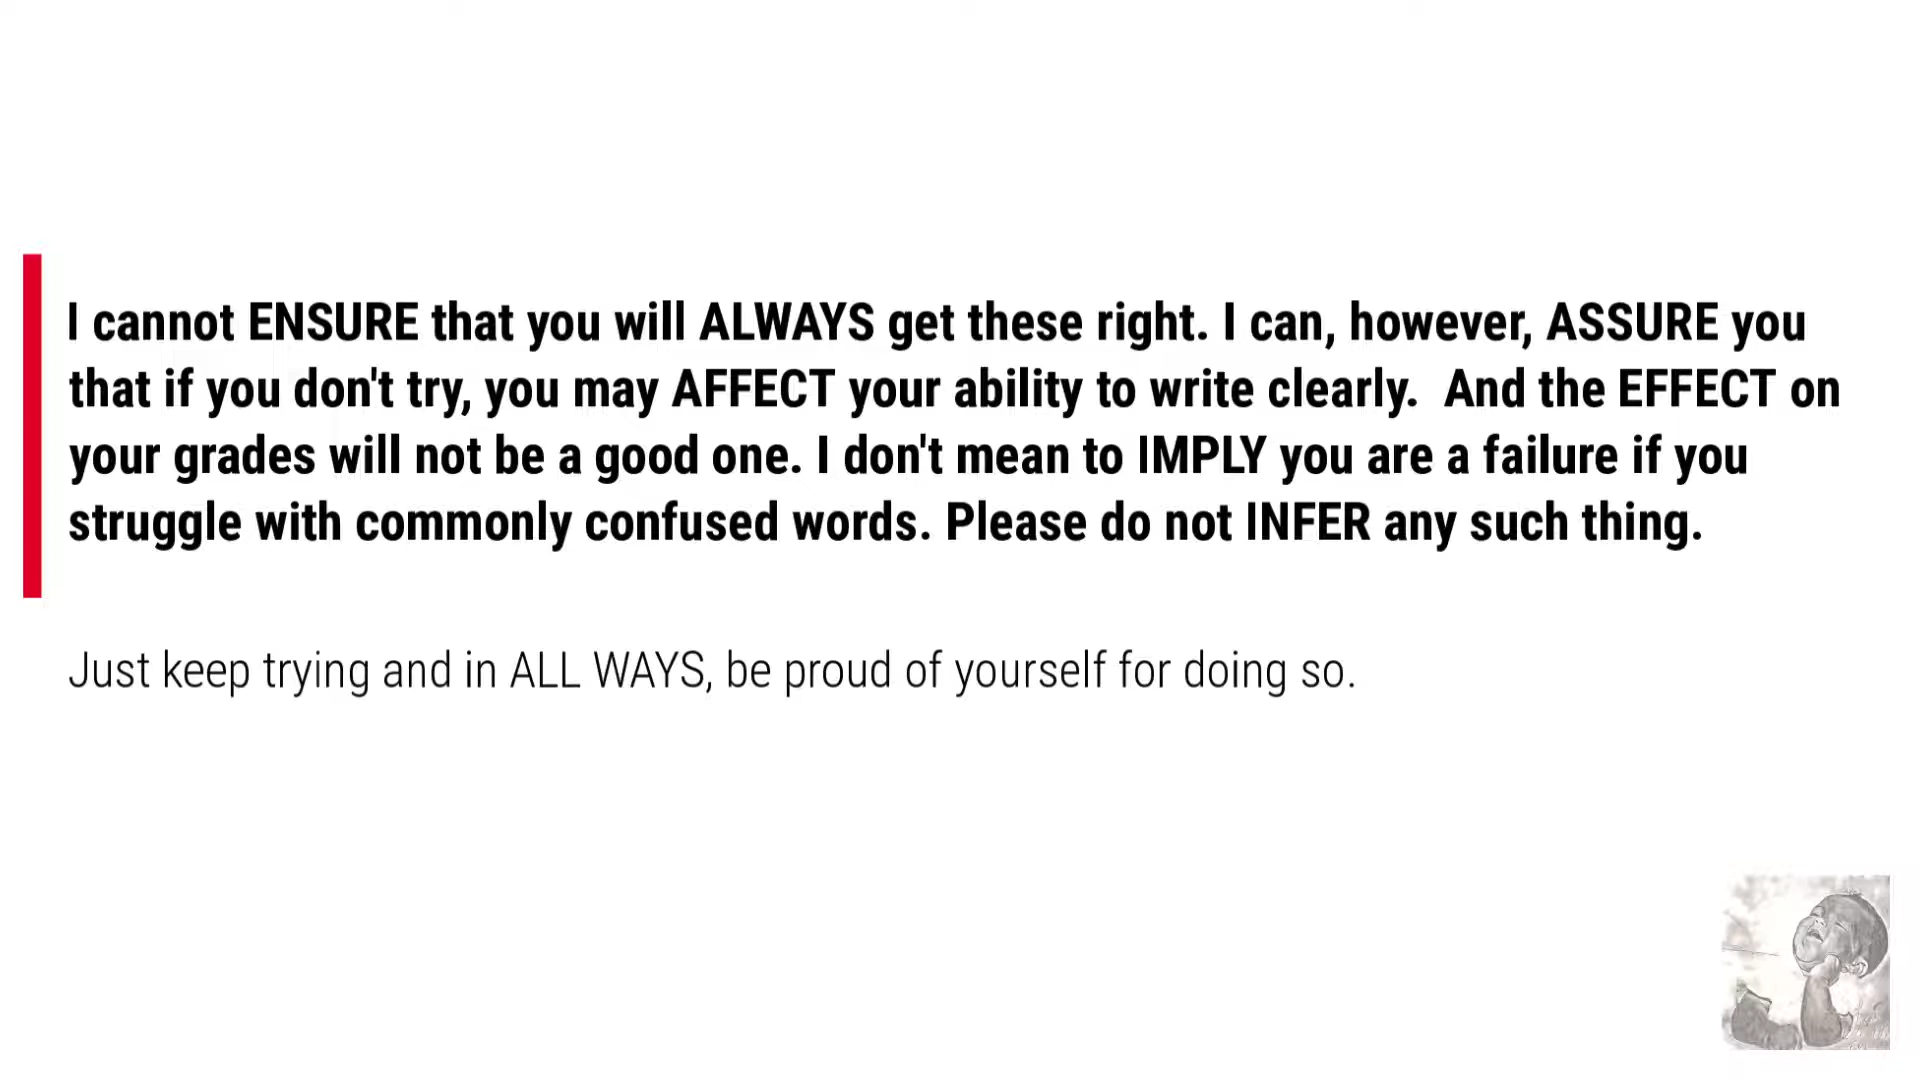 I cannot ENSURE that you will ALWAYS get these right. I can, however, ASSURE you
that if you don't try, you may AFFECT your ability to write clearly.  And the EFFECT on
your grades will not be a good one. I don't mean to IMPLY you are a failure if you
struggle with commonly confused words. Please do not INFER any such thing.
Just keep trying and in ALL WAYS, be proud of yourself for doing so.